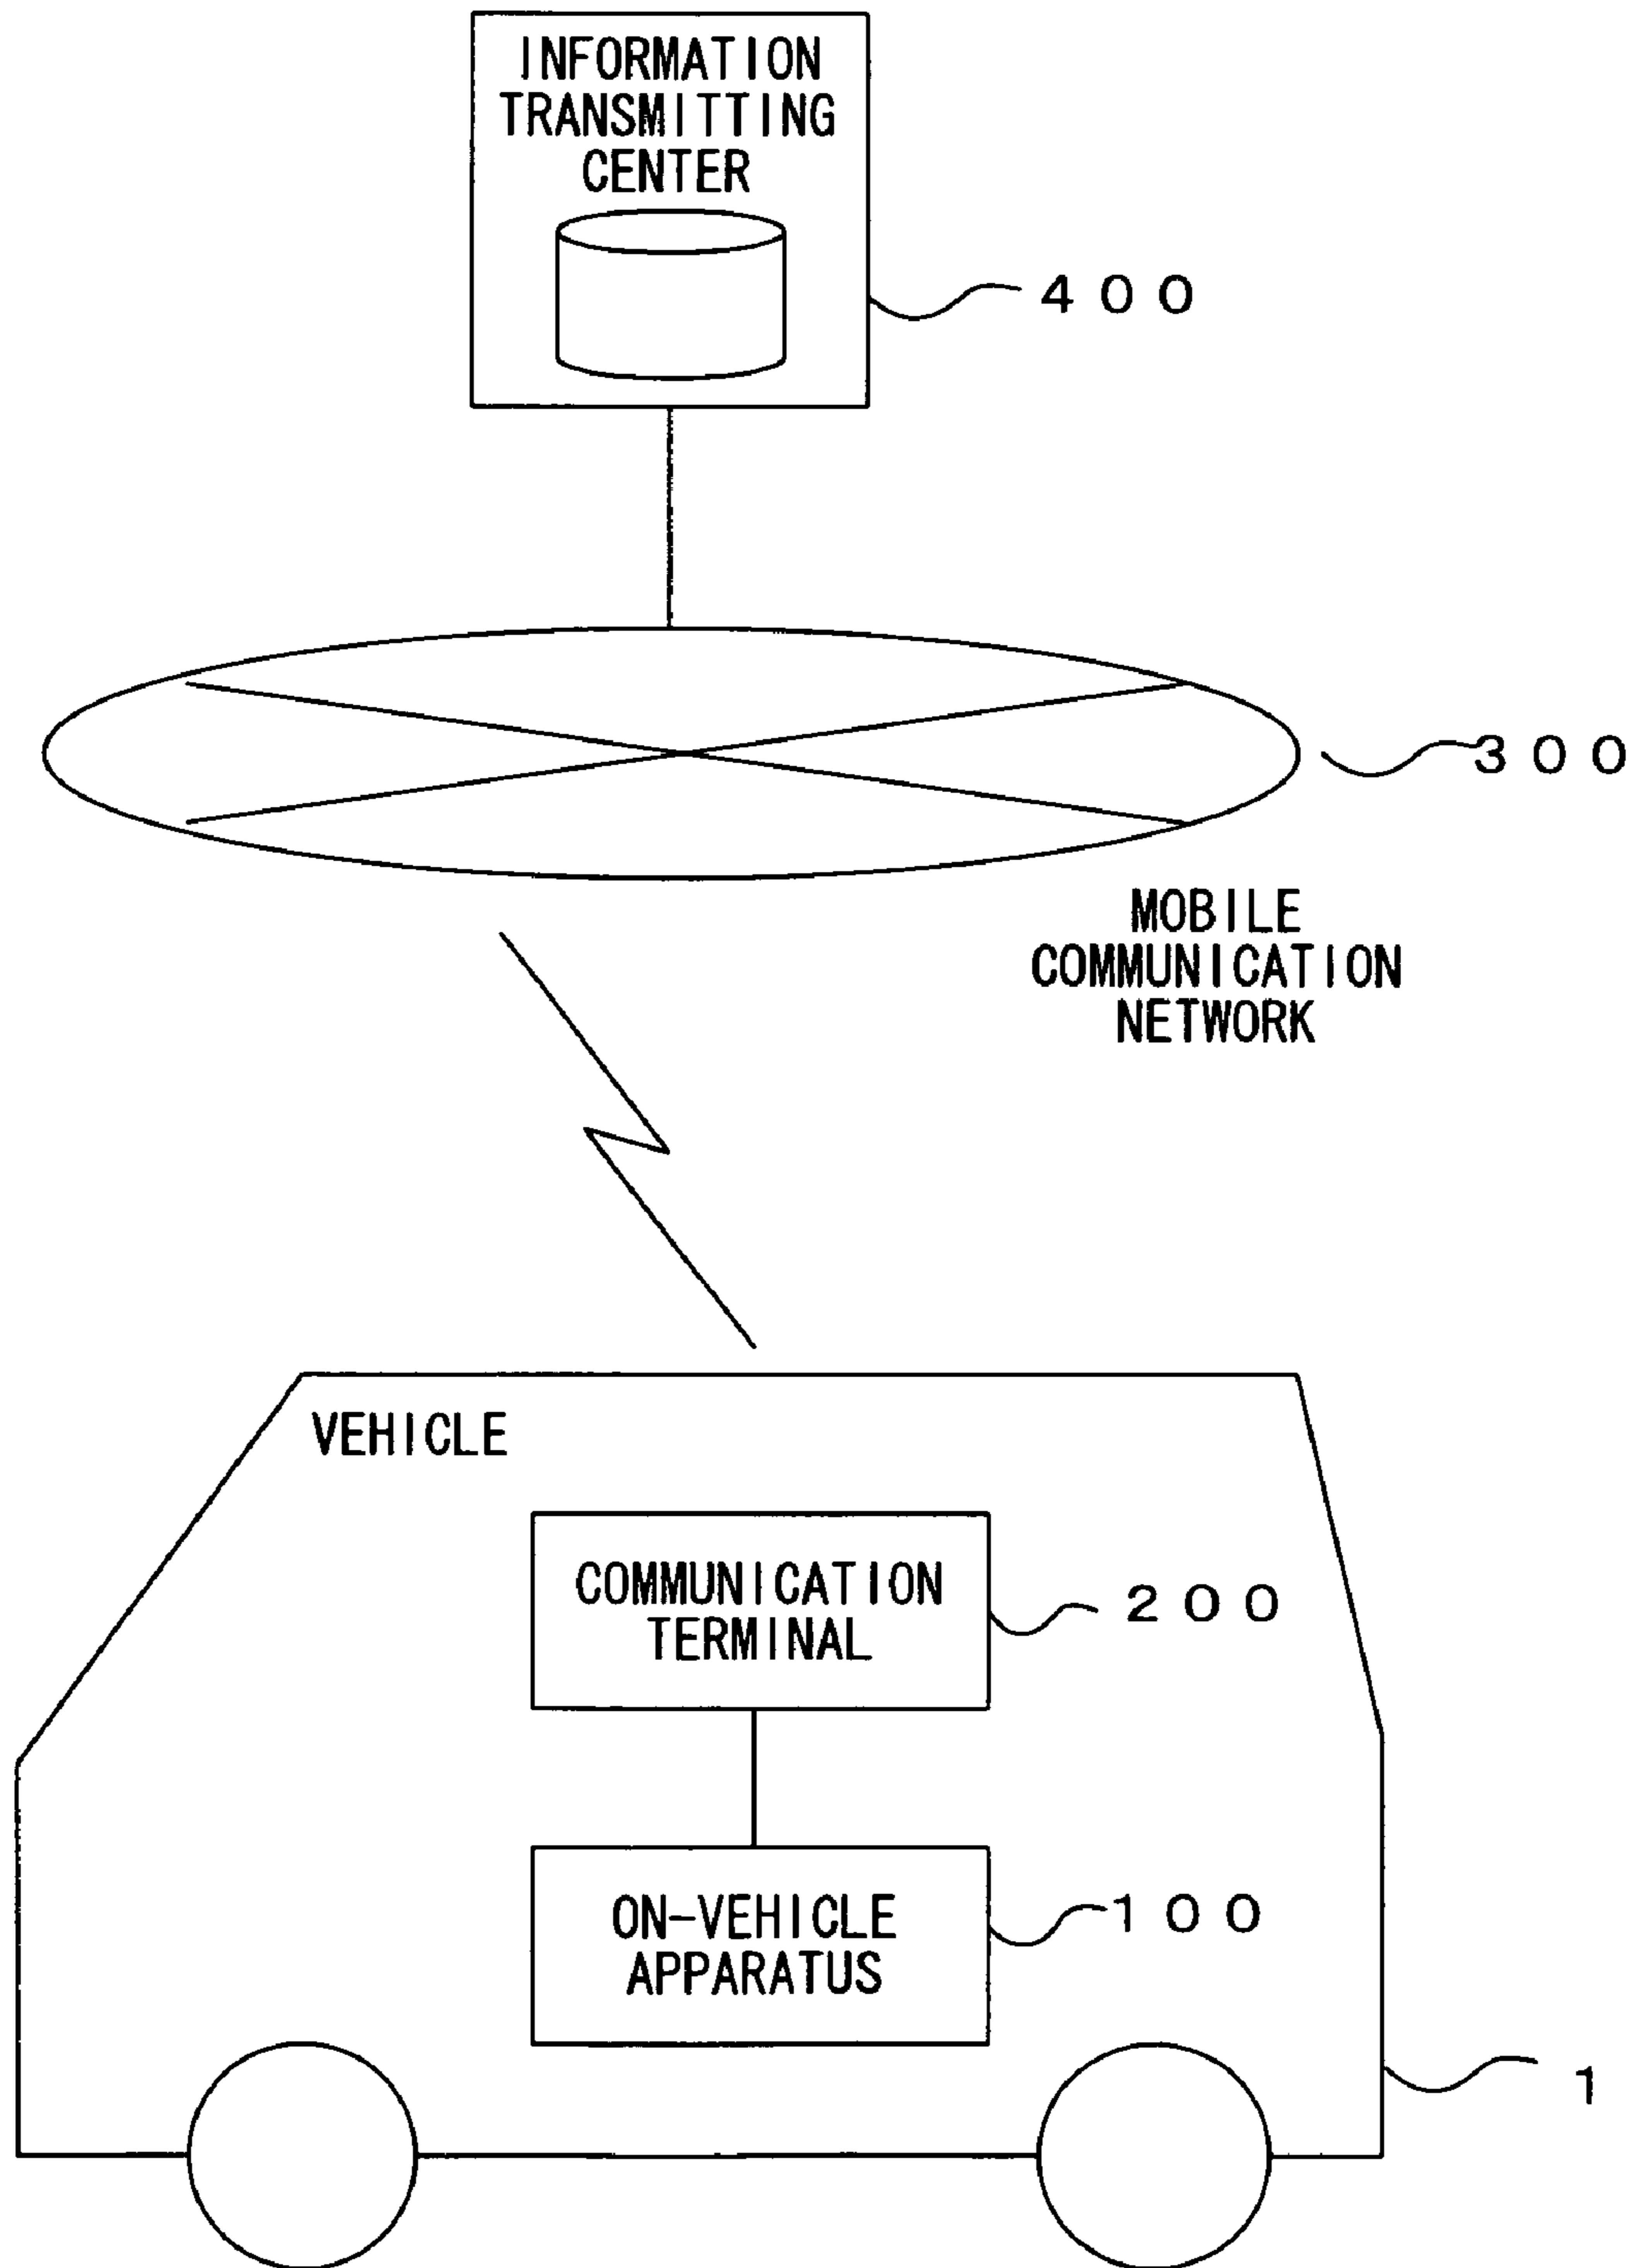 INFORMATION
TRANSMITTING
CENTER
400
300
MOBILE
COMMUNICATION
NETWORK
VEHICLE
COMMUNICATION
TERMINAL
200
ON-VEHICLE
APPARATUS
100
1